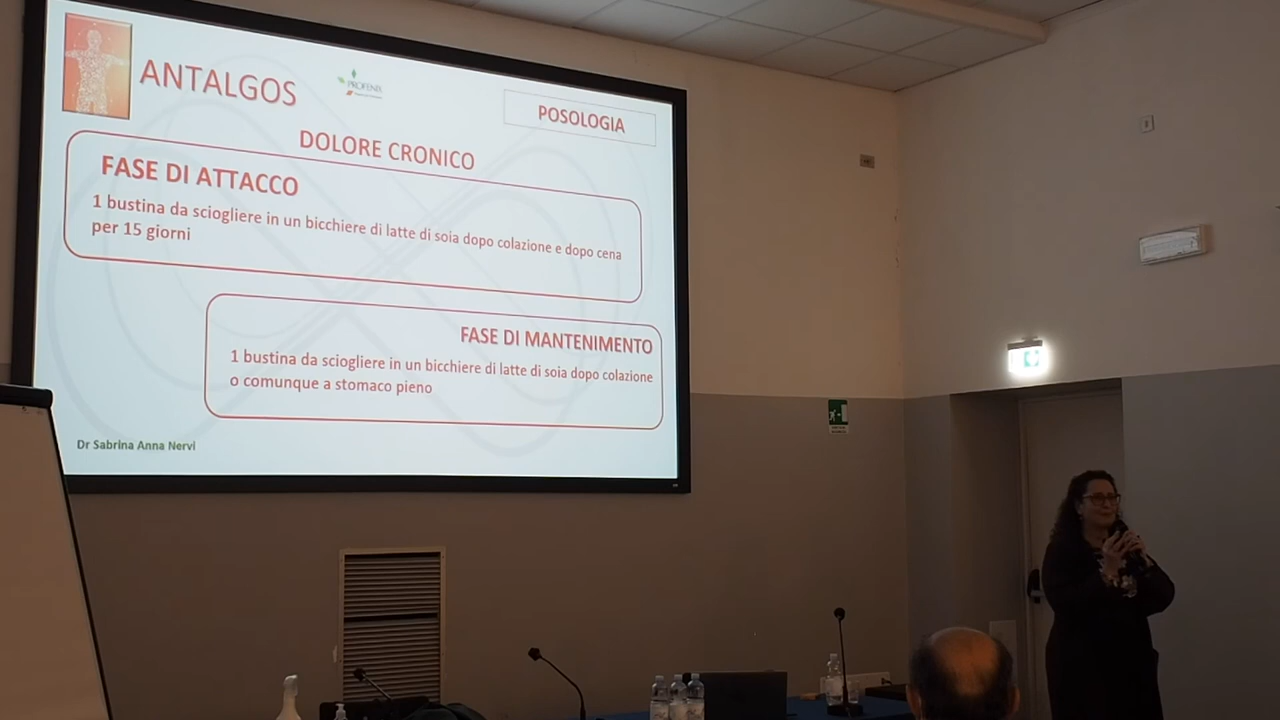 ANTALGOS
PROFENIX
POSOLOGIA
DOLORE CRONICO
FASE DI ATTACCO
1 bustina da sciogliere in un bicchiere di latte di soia dopo colazione e dopo cena
per 15 giorni
FASE DI MANTENIMENTO
1 bustina da sciogliere in un bicchiere di latte di soia dopo colazione
o comunque a stomaco pieno
Dr Sabrina Anna Nervi